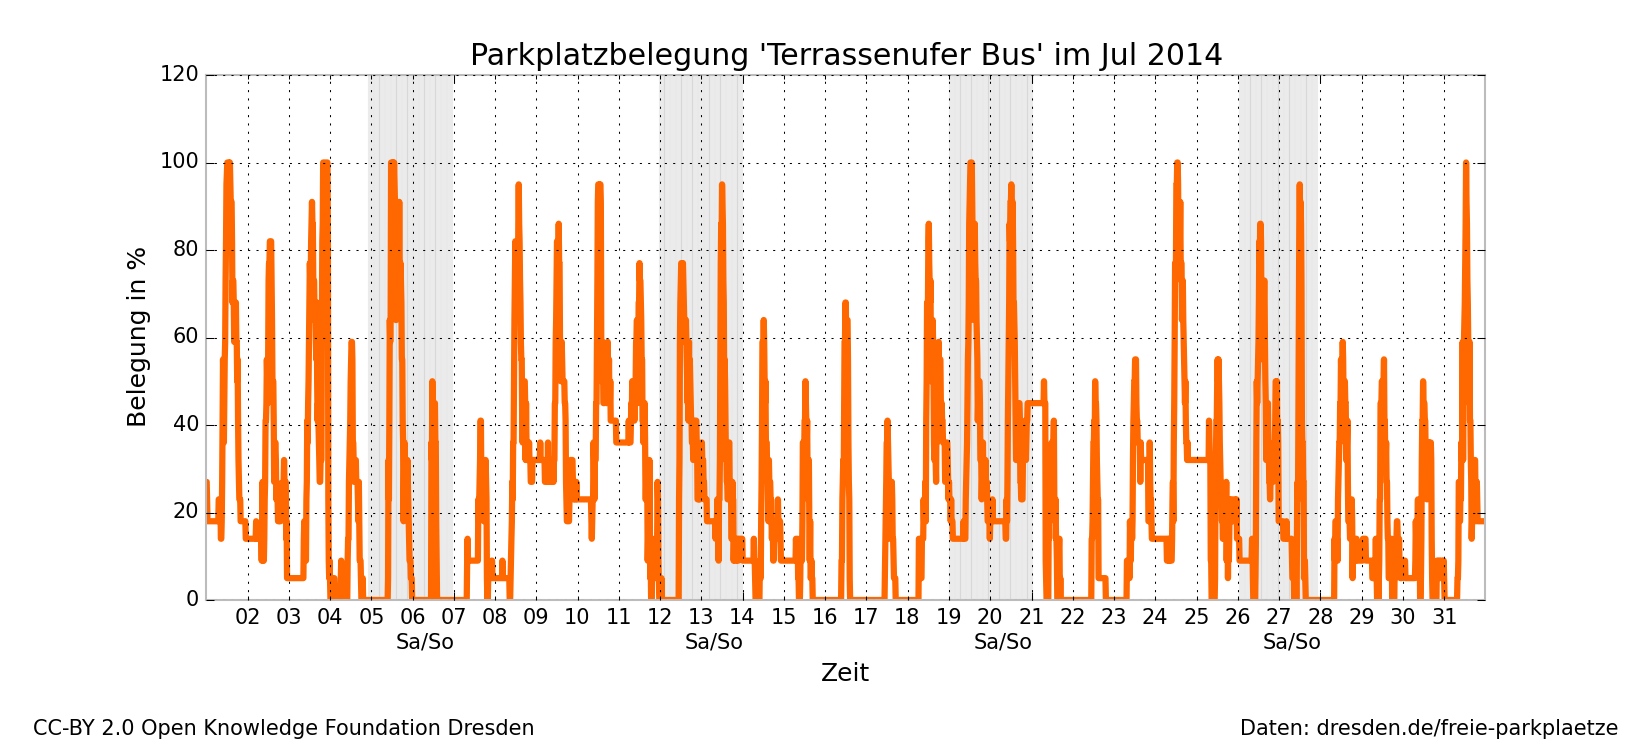 Parkplatzbelegung 'Terrassenufer Bus' im Jul 2014
120
100
80
60
40
20
0
Belegung in %
02 03 04 05 06 07 08 09 10 11 12 13 14 15 16 17 18 19 20 21 22 23 24 25 26 27 28 29 30 31
Sa/So Sa/So Sa/So Sa/So
Zeit
CC-BY 2.0 Open Knowledge Foundation Dresden
Daten: dresden.de/freie-parkplaetze